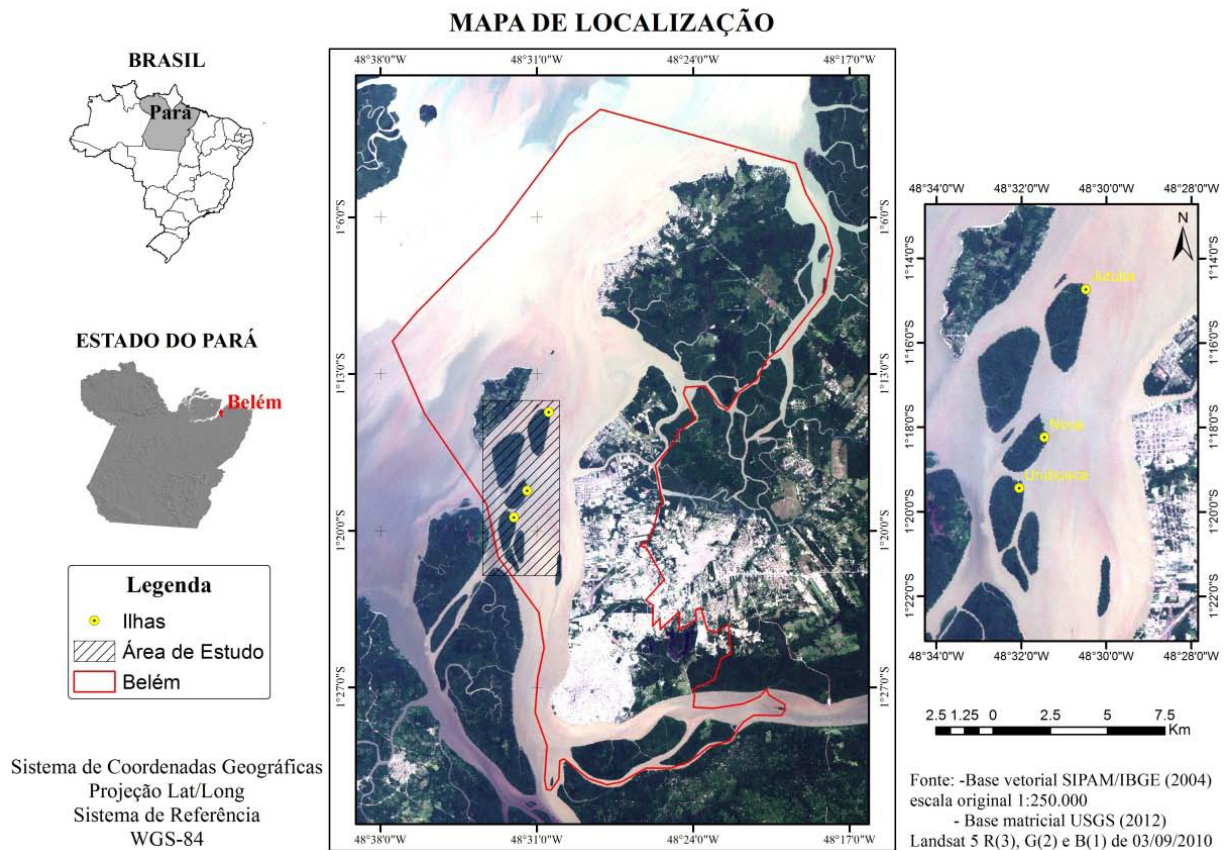 MAPA DE LOCALIZAÇÃO
BRASIL
Pará
ESTADO DO PARÁ
Belém
Legenda
Ilhas
Área de Estudo
Belém
Sistema de Coordenadas Geográficas
Projeção Lat/Long
Sistema de Referência
WGS-84
48°38'0"W 48°31'0"W 48°24'0"W 48°17'0"W
1°6'0"S 1°6'0"S
1°13'0"S 1°13'0"S
1°20'0"S 1°20'0"S
1°27'0"S 1°27'0"S
48°38'0"W 48°31'0"W 48°24'0"W 48°17'0"W
48°34'0"W 48°32'0"W 48°30'0"W 48°28'0"W
N
1°14'0"S 1°14'0"S
Jutuba
1°16'0"S 1°16'0"S
1°18'0"S Nova 1°18'0"S
Urubuoca
1°20'0"S 1°20'0"S
1°22'0"S 1°22'0"S
48°34'0"W 48°32'0"W 48°30'0"W 48°28'0"W
2.5 1.25 0 2.5 5 7.5
Km
Fonte: -Base vetorial SIPAM/IBGE (2004)
escala original 1:250.000
- Base matricial USGS (2012)
Landsat 5 R(3), G(2) e B(1) de 03/09/2010